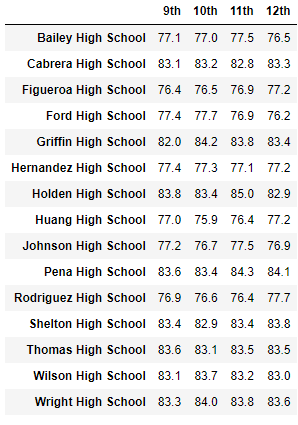 9th 10th 11th 12th
Bailey High School 77.1 77.0 77.5 76.5
Cabrera High School 83.1 83.2 82.8 83.3
Figueroa High School 76.4 76.5 76.9 77.2
Ford High School 77.4 77.7 76.9 76.2
Griffin High School 82.0 84.2 83.8 83.4
Hernandez High School 77.4 77.3 77.1 77.2
Holden High School 83.8 83.4 85.0 82.9
Huang High School 77.0 75.9 76.4 77.2
Johnson High School 77.2 76.7 77.5 76.9
Pena High School 83.6 83.4 84.3 84.1
Rodriguez High School 76.9 76.6 76.4 77.7
Shelton High School 83.4 82.9 83.4 83.8
Thomas High School 83.6 83.1 83.5 83.5
Wilson High School 83.1 83.7 83.2 83.0
Wright High School 83.3 84.0 83.8 83.6